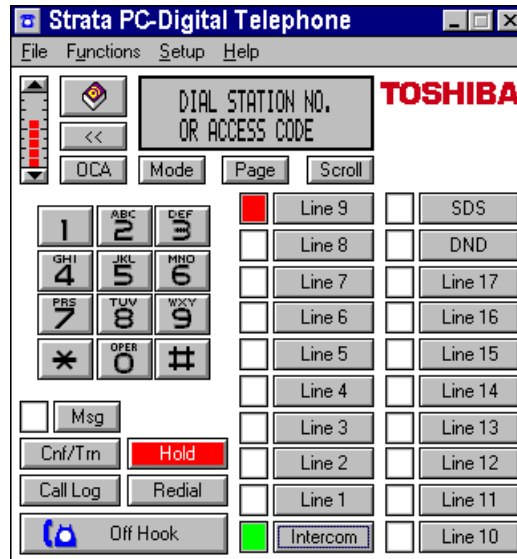 Strata PC-Digital Telephone
File Functions Setup Help
DIAL STATION NO.
OR ACCESS CODE
TOSHIBA
<<
OCA Mode Page Scroll
1 ABC 2 DEF 3
GHI 4 JKL 5 MNO 6
PRS 7 TUV 8 WXY 9
* OPER 0 #
Msg
Cnf/Trn Hold
Call Log Redial
Off Hook
Line 9 SDS
Line 8 DND
Line 7 Line 17
Line 6 Line 16
Line 5 Line 15
Line 4 Line 14
Line 3 Line 13
Line 2 Line 12
Line 1 Line 11
Intercom Line 10